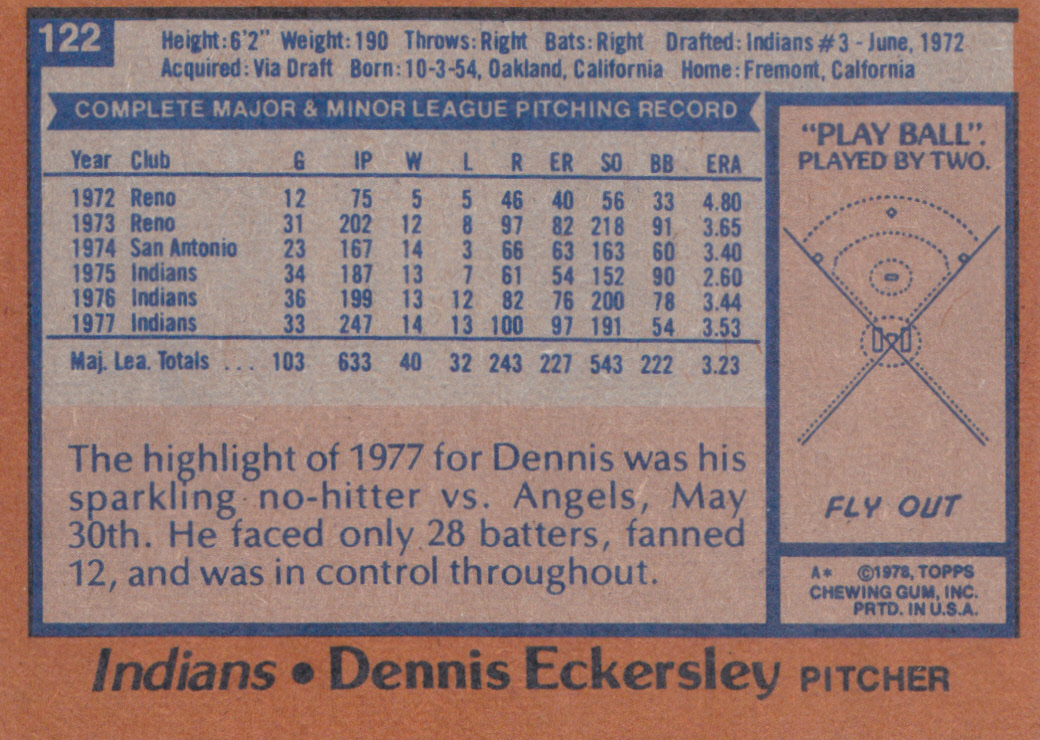 122
Height:6'2" Weight:190 Throws:Right Bats:Right Drafted:Indians #3 - June, 1972
Acquired:Via Draft Born:10-3-54, Oakland, California Home:Fremont, Calfornia
COMPLETE MAJOR & MINOR LEAGUE PITCHING RECORD
Year Club G IP W L R ER SO BB ERA
1972 Reno 12 75 5 5 46 40 56 33 4.80
1973 Reno 31 202 12 8 97 82 218 91 3.65
1974 San Antonio 23 167 14 3 66 63 163 60 3.40
1975 Indians 34 187 13 7 61 54 152 90 2.60
1976 Indians 36 199 13 12 82 76 200 78 3.44
1977 Indians 33 247 14 13 100 97 191 54 3.53
Maj. Lea. Totals ... 103 633 40 32 243 227 543 222 3.23
The highlight of 1977 for Dennis was his
sparkling no-hitter vs. Angels, May
30th. He faced only 28 batters, fanned
12, and was in control throughout.
"PLAY BALL".
PLAYED BY TWO.
FLY OUT
A* ©1978, TOPPS
CHEWING GUM, INC.
PRTD. IN U.S.A.
Indians • Dennis Eckersley PITCHER